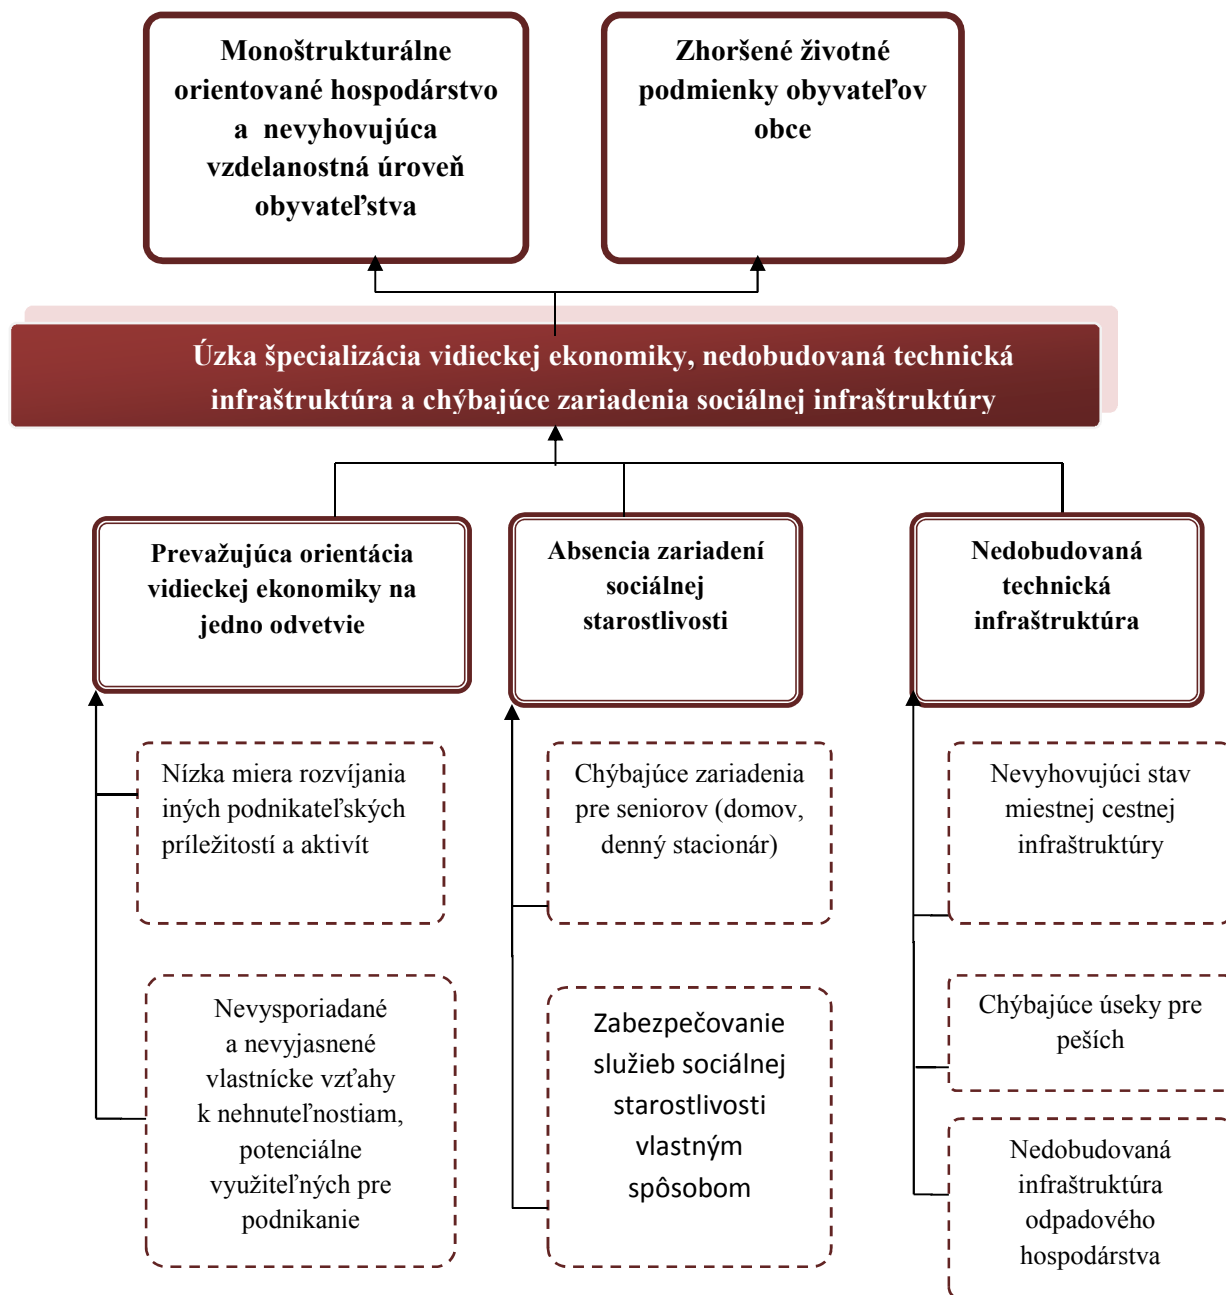 Monoštrukturálne
orientované hospodárstvo
a nevyhovujúca
vzdelanostná úroveň
obyvateľstva
Zhoršené životné
podmienky obyvateľov
obce
Úzka špecializácia vidieckej ekonomiky, nedobudovaná technická
infraštruktúra a chýbajúce zariadenia sociálnej infraštruktúry
Prevažujúca orientácia
vidieckej ekonomiky na
jedno odvetvie
Absencia zariadení
sociálnej
starostlivosti
Nedobudovaná
technická
infraštruktúra
Nízka miera rozvíjania
iných podnikateľských
príležitostí a aktivít
Chýbajúce zariadenia
pre seniorov (domov,
denný stacionár)
Nevyhovujúci stav
miestnej cestnej
infraštruktúry
Nevysporiadané
a nevyjasnené
vlastnícke vzťahy
k nehnuteľnostiam,
potenciálne
využiteľných pre
podnikanie
Zabezpečovanie
služieb sociálnej
starostlivosti
vlastným
spôsobom
Chýbajúce úseky pre
peších
Nedobudovaná
infraštruktúra
odpadového
hospodárstva